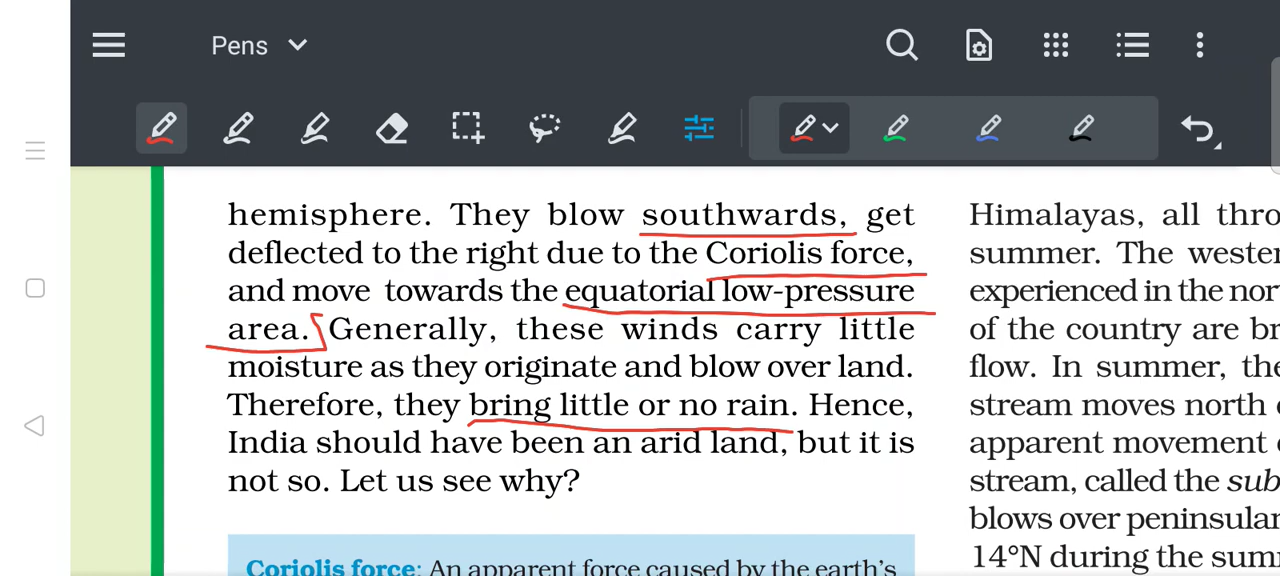 Pens
hemisphere. They blow southwards, get
deflected to the right due to the Coriolis force,
and move towards the equatorial low-pressure
area. Generally, these winds carry little
moisture as they originate and blow over land.
Therefore, they bring little or no rain. Hence,
India should have been an arid land, but it is
not so. Let us see why?
Coriolis force: An apparent force caused by the earth's
Himalayas, all thro
summer. The wester
experienced in the nor
of the country are br
flow. In summer, the
stream moves north o
apparent movement o
stream, called the sub
blows over peninsular
14°N during the sum